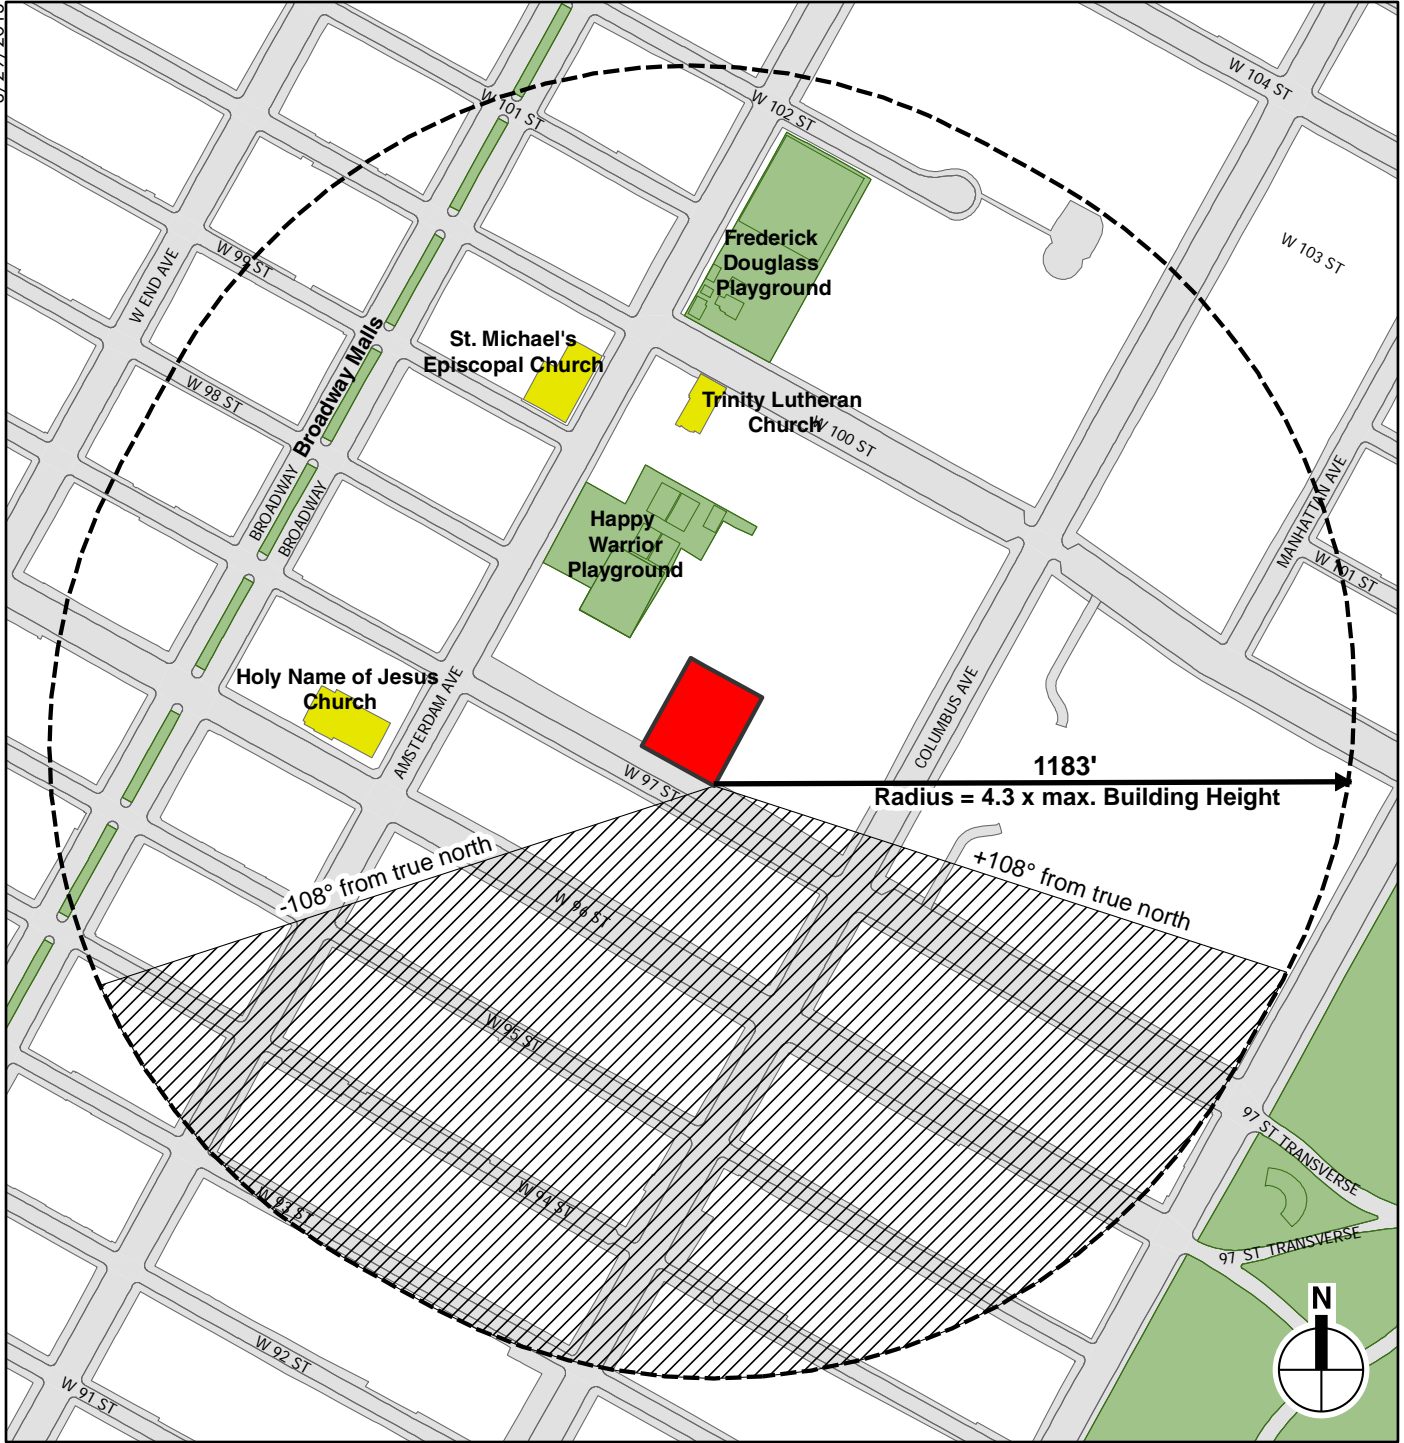 W 104 ST
W 101 ST
W 102 ST
W 103 ST
Frederick
Douglass
Playground
W 99 ST
W END AVE
St. Michael's
Episcopal Church
Broadway Malls
W 98 ST
Trinity Lutheran
Church
W 100 ST
MANHATTAN AVE
W 101 ST
BROADWAY
BROADWAY
Happy
Warrior
Playground
Holy Name of Jesus
Church
AMSTERDAM AVE
COLUMBUS AVE
W 97 ST
1183'
Radius = 4.3 x max. Building Height
-108° from true north
+108° from true north
W 96 ST
W 95 ST
W 94 ST
W 93 ST
97 ST TRANSVERSE
97 ST TRANSVERSE
N
W 92 ST
W 91 ST